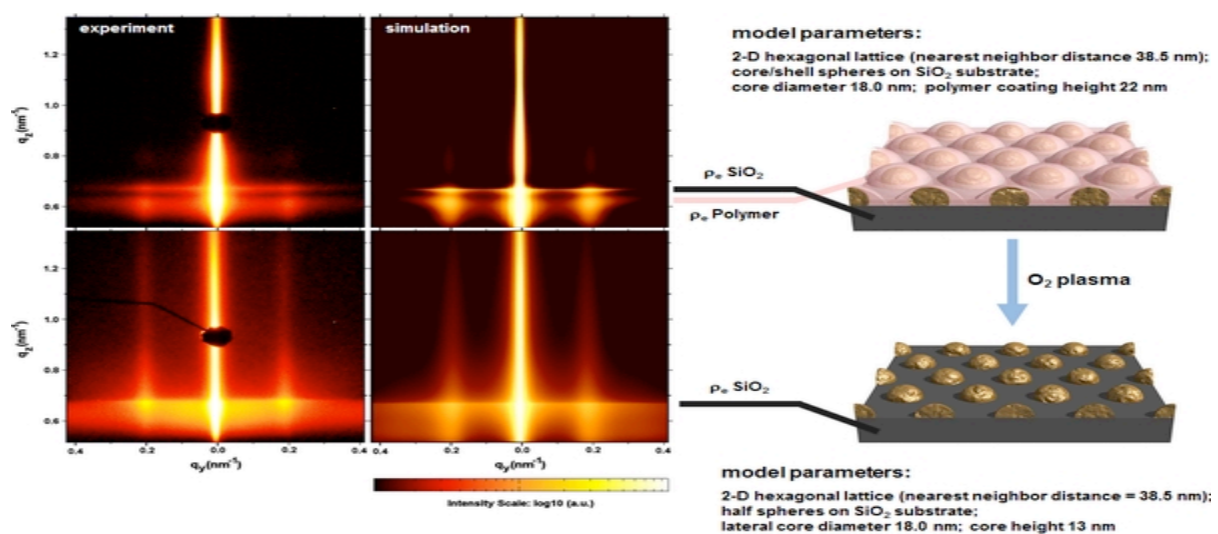 experiment
simulation
model parameters:
2-D hexagonal lattice (nearest neighbor distance 38.5 nm);
core/shell spheres on SiO₂ substrate;
core diameter 18.0 nm; polymer coating height 22 nm
1.2
1.0
0.8
0.6
qz(nm⁻¹)
ρe SiO₂
ρe Polymer
O₂ plasma
1.2
1.0
0.8
0.6
qz(nm⁻¹)
ρe SiO₂
0.4 0.2 0.0 0.2 0.4
0.4 0.2 0.0 0.2 0.4
qy(nm⁻¹)
qy(nm⁻¹)
Intensity Scale: log10 (a.u.)
model parameters:
2-D hexagonal lattice (nearest neighbor distance = 38.5 nm);
half spheres on SiO₂ substrate;
lateral core diameter 18.0 nm; core height 13 nm